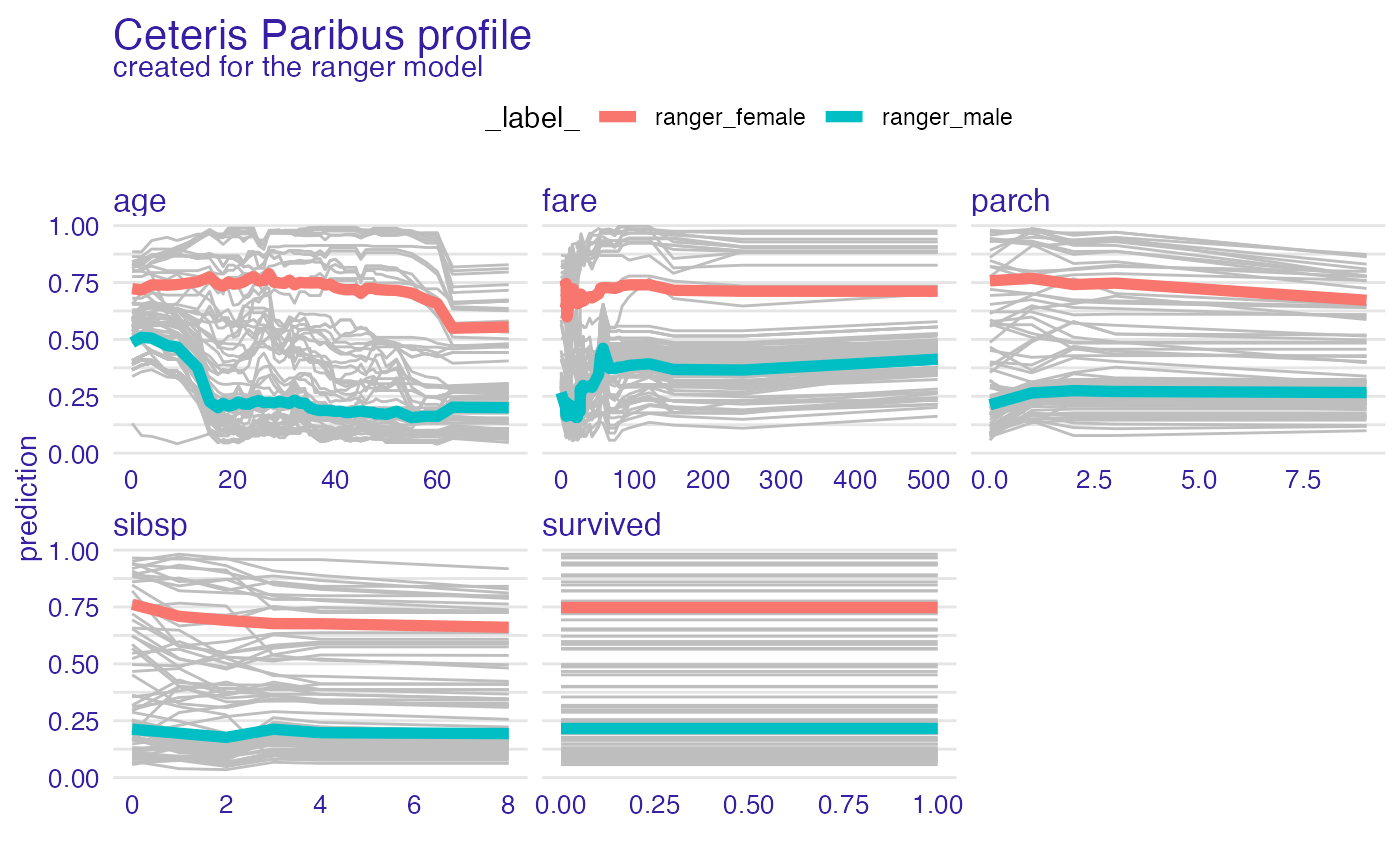 Ceteris Paribus profile
created for the ranger model
_label_ ranger_female ranger_male
age fare parch
1.00
0.75
0.50
0.25
0.00
0 20 40 60 0 100 200 300 400 500 0.0 2.5 5.0 7.5
prediction
sibsp survived
1.00
0.75
0.50
0.25
0.00
0 2 4 6 8 0.00 0.25 0.50 0.75 1.00